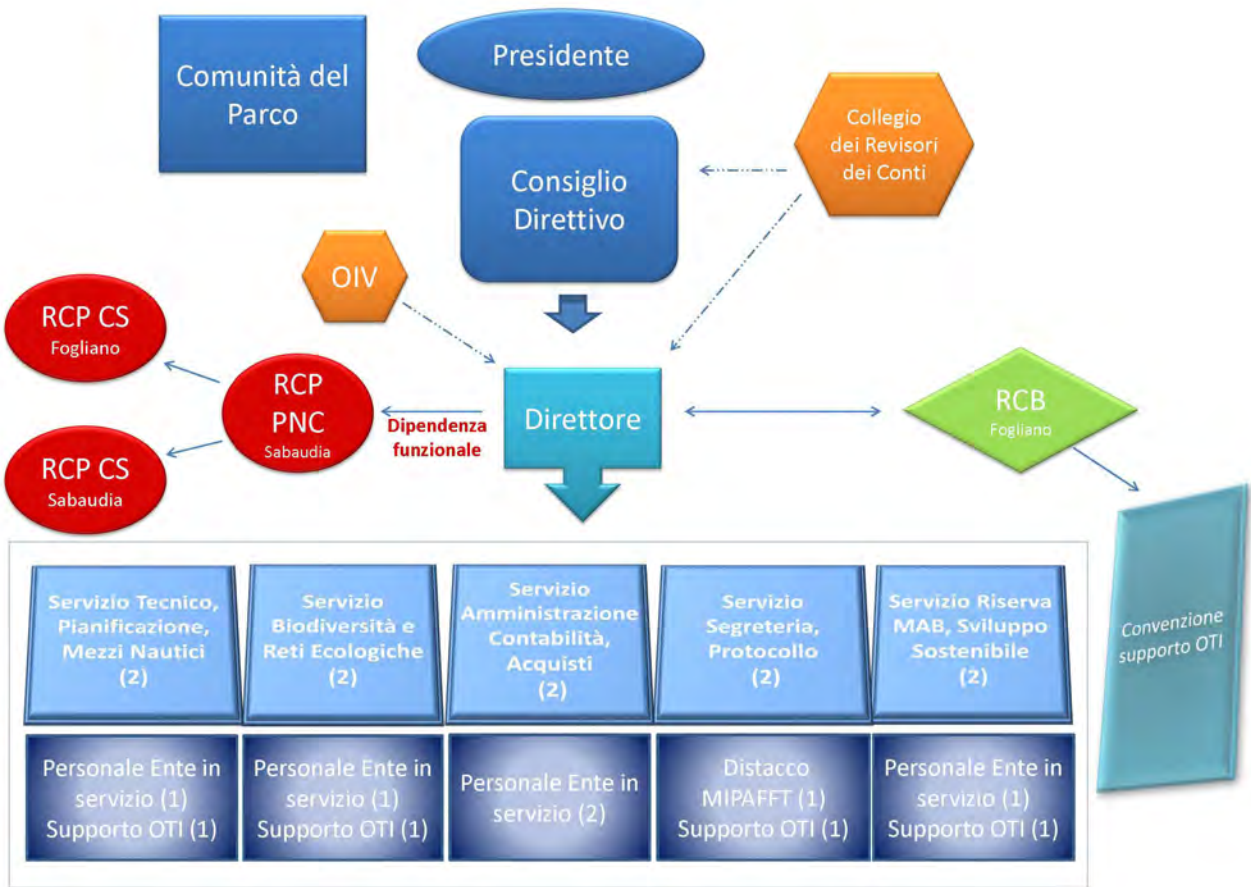 Comunità del
Parco
Presidente
Collegio
dei Revisori
dei Conti
Consiglio
Direttivo
OIV
RCP CS
Fogliano
RCP
PNC
Sabaudia
Dipendenza
funzionale
Direttore
RCB
Fogliano
RCP CS
Sabaudia
Servizio Tecnico,
Pianificazione,
Mezzi Nautici
(2)
Servizio
Biodiversità e
Reti Ecologiche
(2)
Servizio
Amministrazione
Contabilità,
Acquisti
(2)
Servizio
Segreteria,
Protocollo
(2)
Servizio Riserva
MAB, Sviluppo
Sostenibile
(2)
Convenzione
supporto OTI
Personale Ente in
servizio (1)
Supporto OTI (1)
Personale Ente in
servizio (1)
Supporto OTI (1)
Personale Ente in
servizio (2)
Distacco
MIPAFFT (1)
Supporto OTI (1)
Personale Ente in
servizio (1)
Supporto OTI (1)